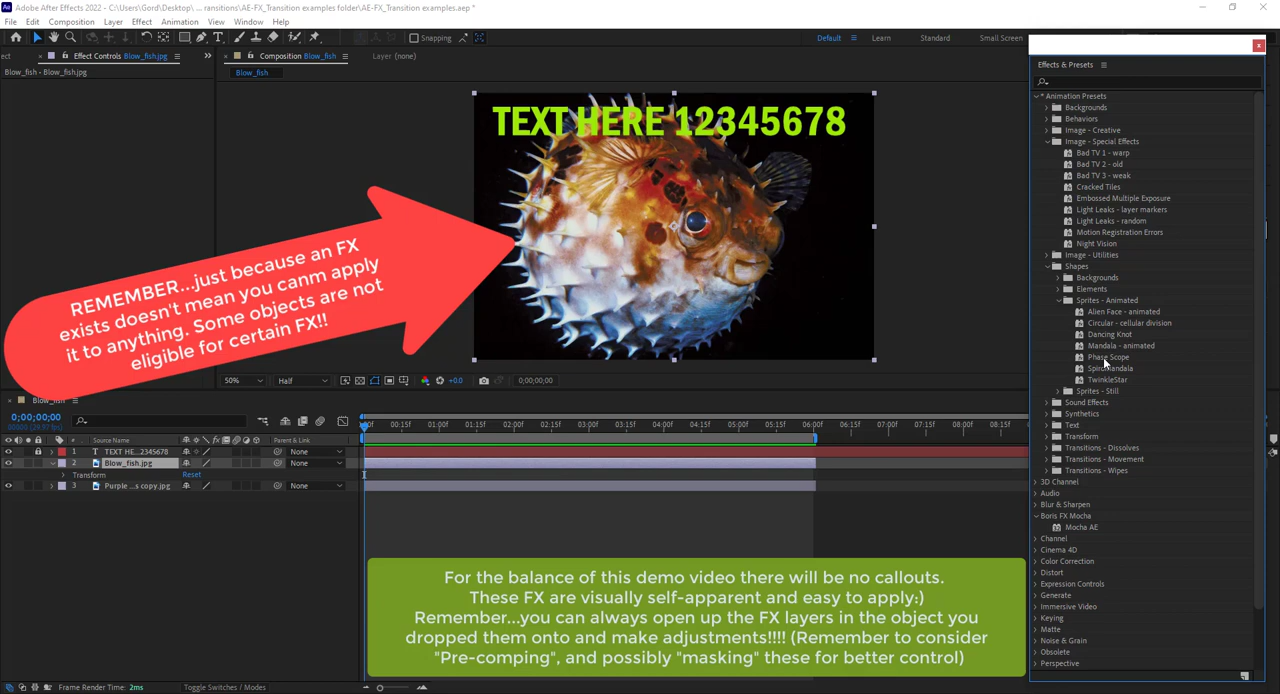 Adobe After Effects 2022 - C:\Users\Gord\Desktop\ ... ransitions\AE-FX_Transition examples folder\AE-FX_Transition examples.aep *
File Edit Composition Layer Effect Animation View Window Help
Snapping
Default
Learn
Standard
Small Screen
Effect Controls Blow_fish.jpg
Composition Blow_fish
Layer (none)
Blow_fish - Blow_fish.jpg
Blow_fish
TEXT HERE 12345678
REMEMBER...just because an FX
exists doesn't mean you canm apply
it to anything. Some objects are not
eligible for certain FX!!
50%
Half
+0.0
0;00;00;00
Effects & Presets
* Animation Presets
Backgrounds
Behaviors
Image - Creative
Image - Special Effects
Bad TV 1 - warp
Bad TV 2 - old
Bad TV 3 - weak
Cracked Tiles
Embossed Multiple Exposure
Light Leaks - layer markers
Light Leaks - random
Motion Registration Errors
Night Vision
Image - Utilities
Shapes
Backgrounds
Elements
Sprites - Animated
Alien Face - animated
Circular - cellular division
Dancing Knot
Mandala - animated
Phase Scope
Spiromandala
TwinkleStar
Sprites - Still
Sound Effects
Synthetics
Text
Transform
Transitions - Dissolves
Transitions - Movement
Transitions - Wipes
3D Channel
Audio
Blur & Sharpen
Boris FX Mocha
Mocha AE
Channel
Cinema 4D
Color Correction
Distort
Expression Controls
Generate
Immersive Video
Keying
Matte
Noise & Grain
Obsolete
Perspective
Blow_fish
0;00;00;00
00000 (29.97 fps)
00:15f 01:00f 01:15f 02:00f 02:15f 03:00f 03:15f 04:00f 04:15f 05:00f 05:15f 06:00f 06:15f 07:00f 07:15f 08:00f
# Source Name Parent & Link
1 T TEXT HE...2345678 None
2 Blow_fish.jpg None
Transform Reset
3 Purple ...s copy.jpg None
For the balance of this demo video there will be no callouts.
These FX are visually self-apparent and easy to apply:)
Remember...you can always open up the FX layers in the object you
dropped them onto and make adjustments!!!! (Remember to consider
"Pre-comping", and possibly "masking" these for better control)
Frame Render Time: 2ms
Toggle Switches / Modes